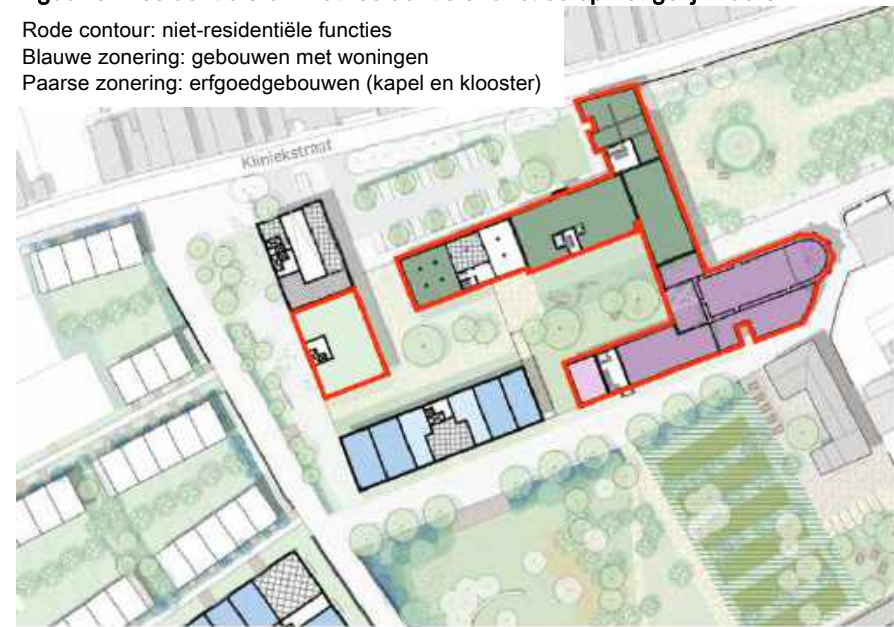 Rode contour: niet-residentiële functies
Blauwe zonering: gebouwen met woningen
Paarse zonering: erfgoedgebouwen (kapel en klooster)
Kliniekstraat